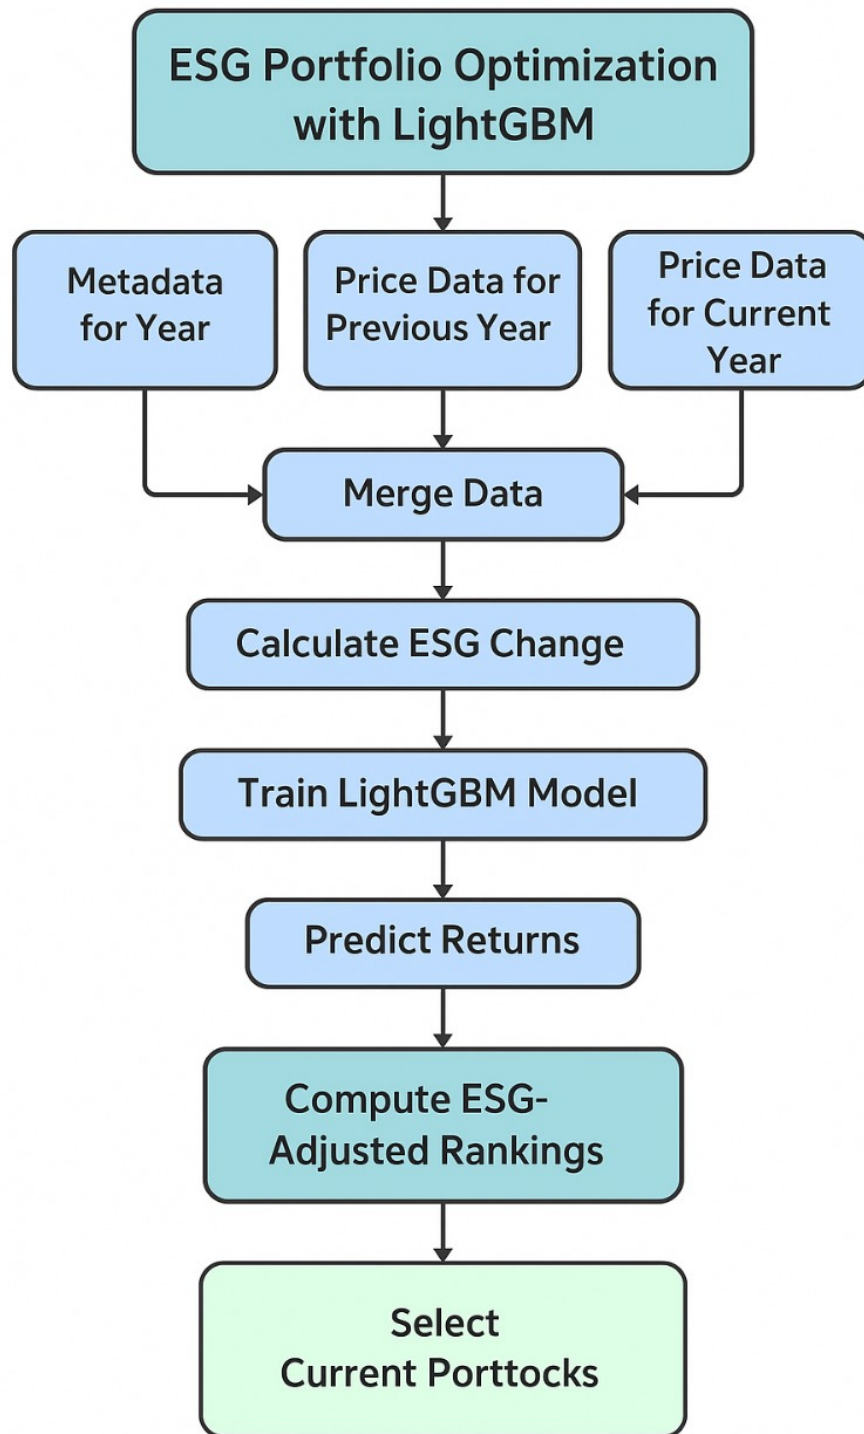 ESG Portfolio Optimization
with LightGBM
Metadata
for Year
Price Data for
Previous Year
Price Data
for Current
Year
Merge Data
Calculate ESG Change
Train LightGBM Model
Predict Returns
Compute ESG-
Adjusted Rankings
Select
Current Porttocks